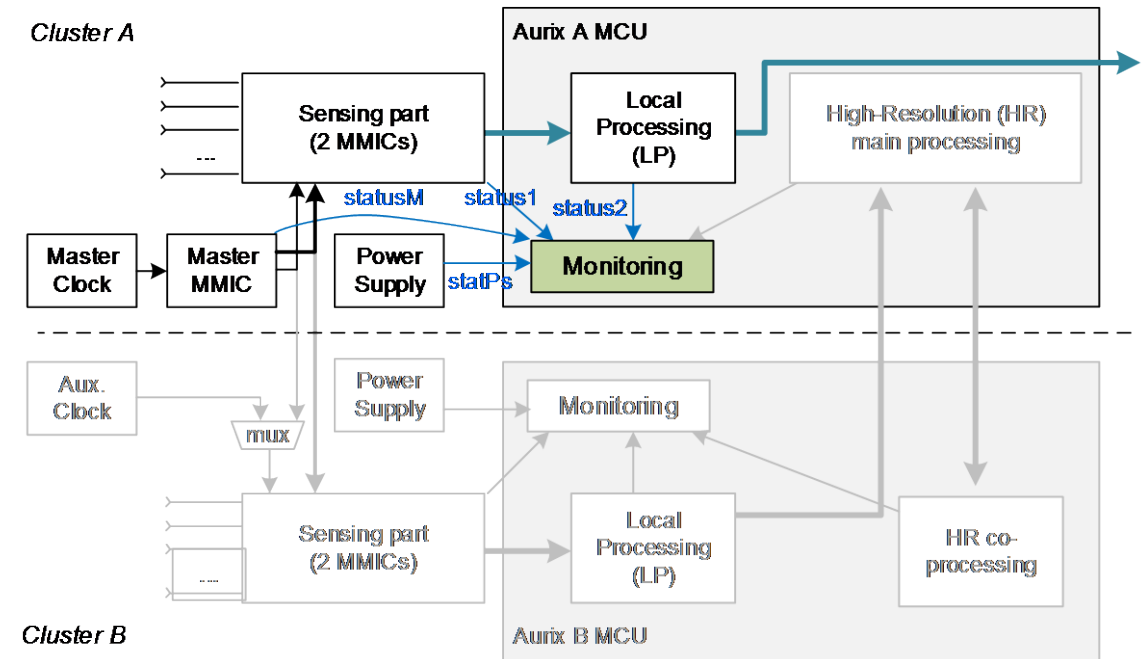 Cluster A
Aurix A MCU
Sensing part
(2 MMICs)
Local
Processing
(LP)
High-Resolution (HR)
main processing
---
statusM
status1
status2
Master
Clock
Master
MMIC
Power
Supply
statPs
Monitoring
Aux.
Clock
Power
Supply
Monitoring
mux
Sensing part
(2 MMICs)
Local
Processing
(LP)
HR co-
processing
----
Cluster B
Aurix B MCU